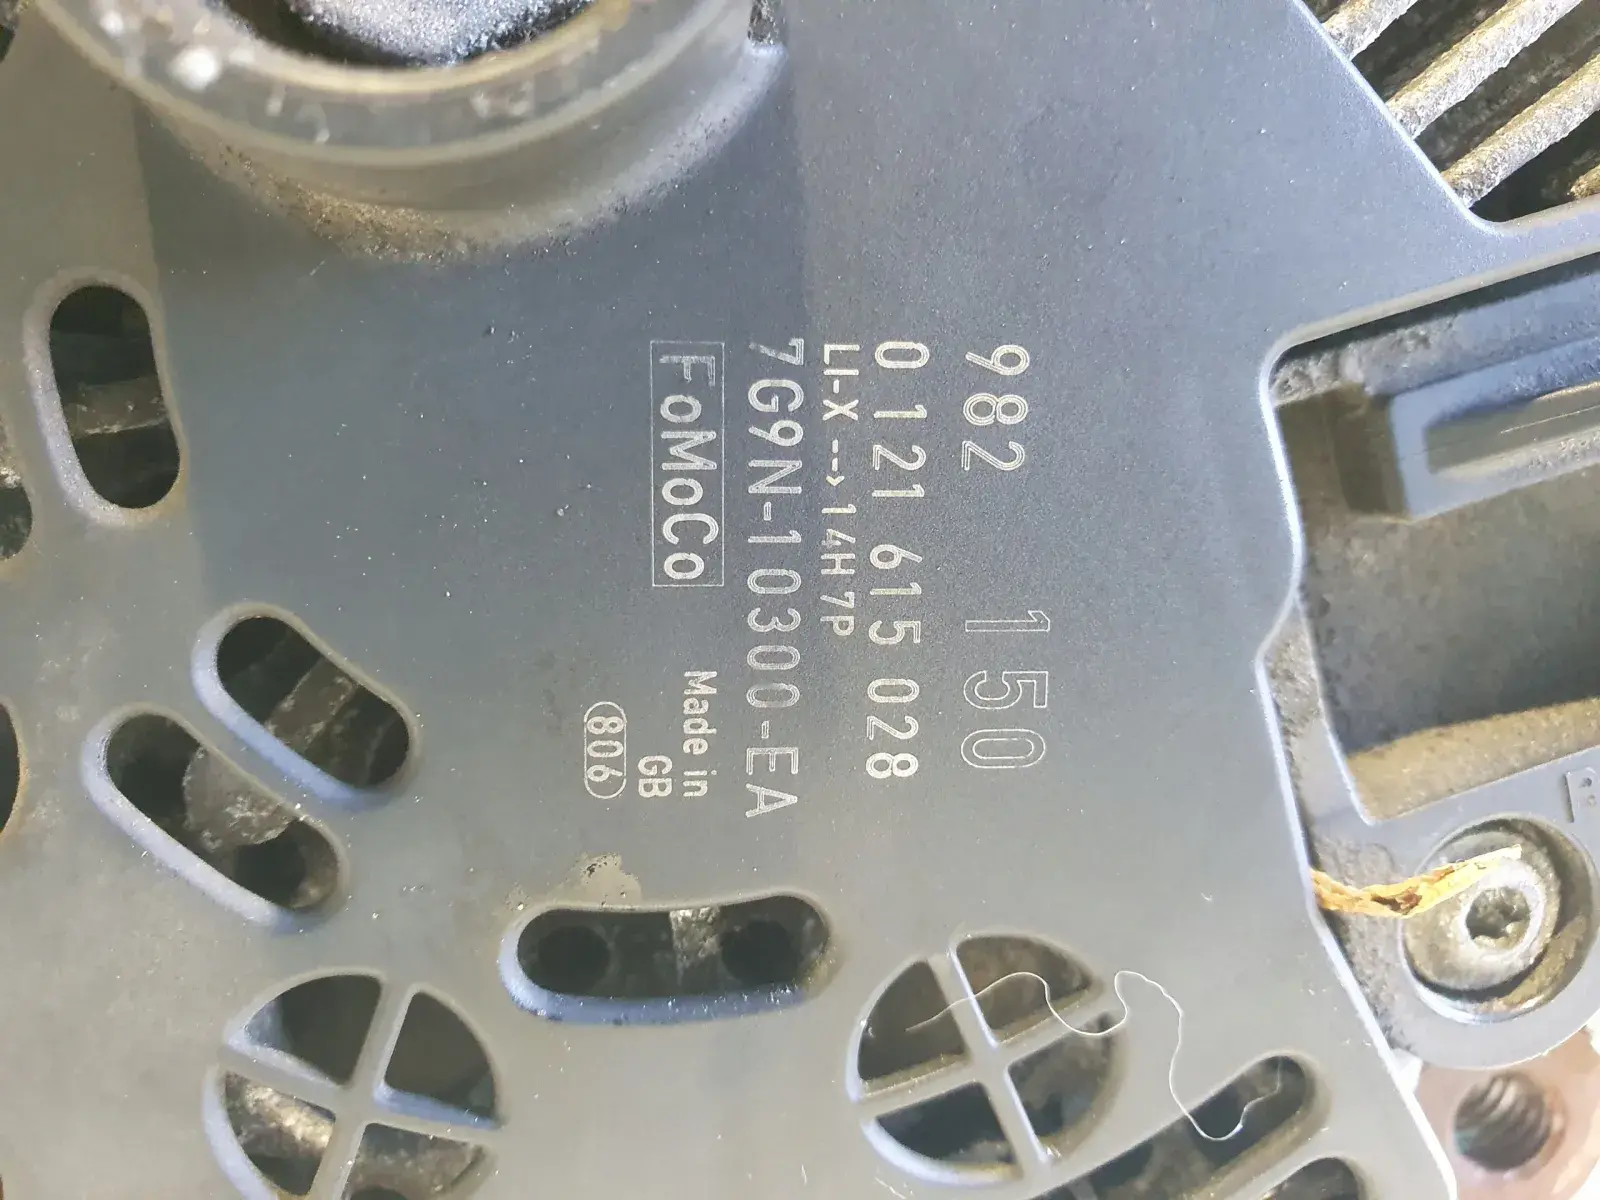 982 150
0 121 615 028
LI-X --→ 14H 7P
7G9N-10300-EA
FoMoCo Made in
GB
806